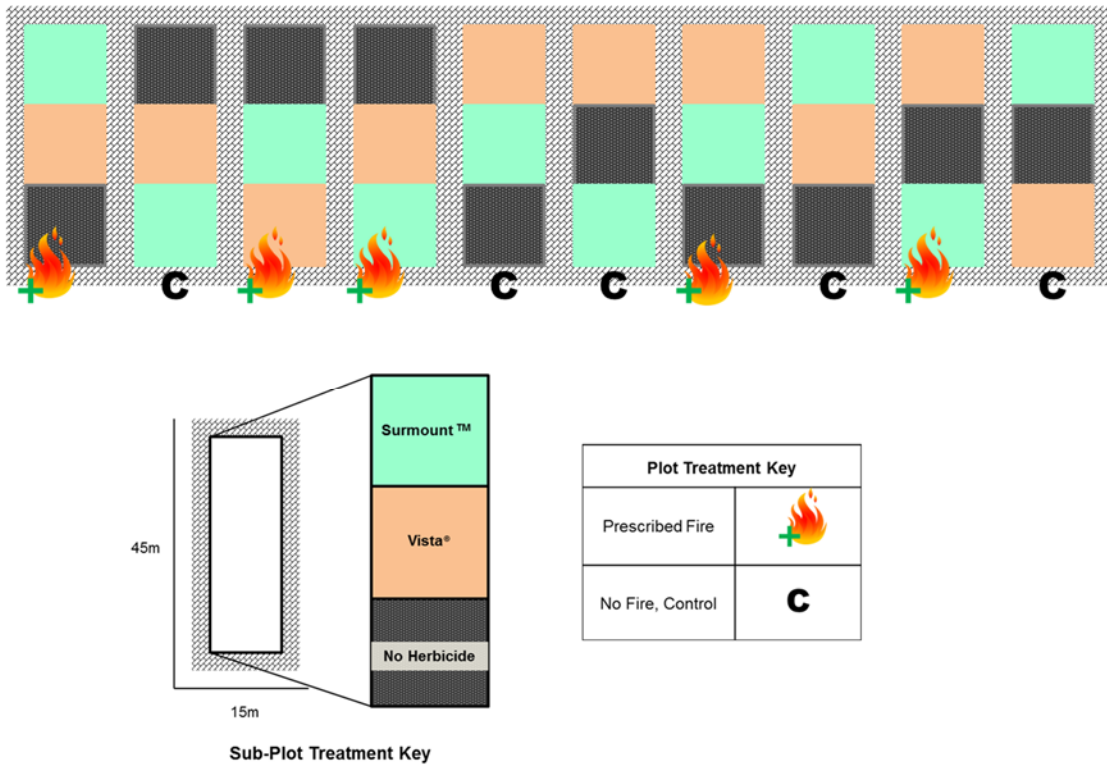 C C C C C
Surmount™
Vista®
No Herbicide
45m
15m
Sub-Plot Treatment Key
Plot Treatment Key
Prescribed Fire
No Fire, Control C